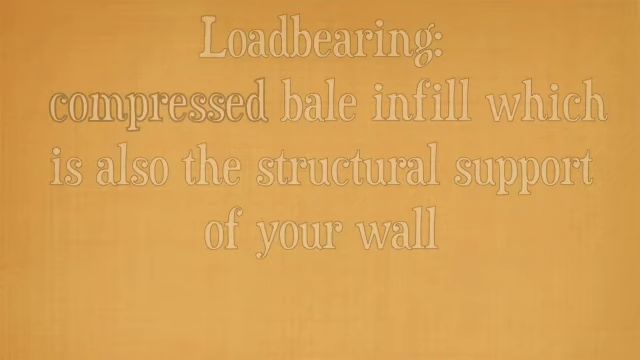 Loadbearing:
compressed bale infill which
is also the structural support
of your wall